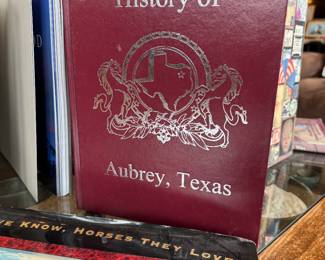 History of
Aubrey, Texas
Know, Horses They Love